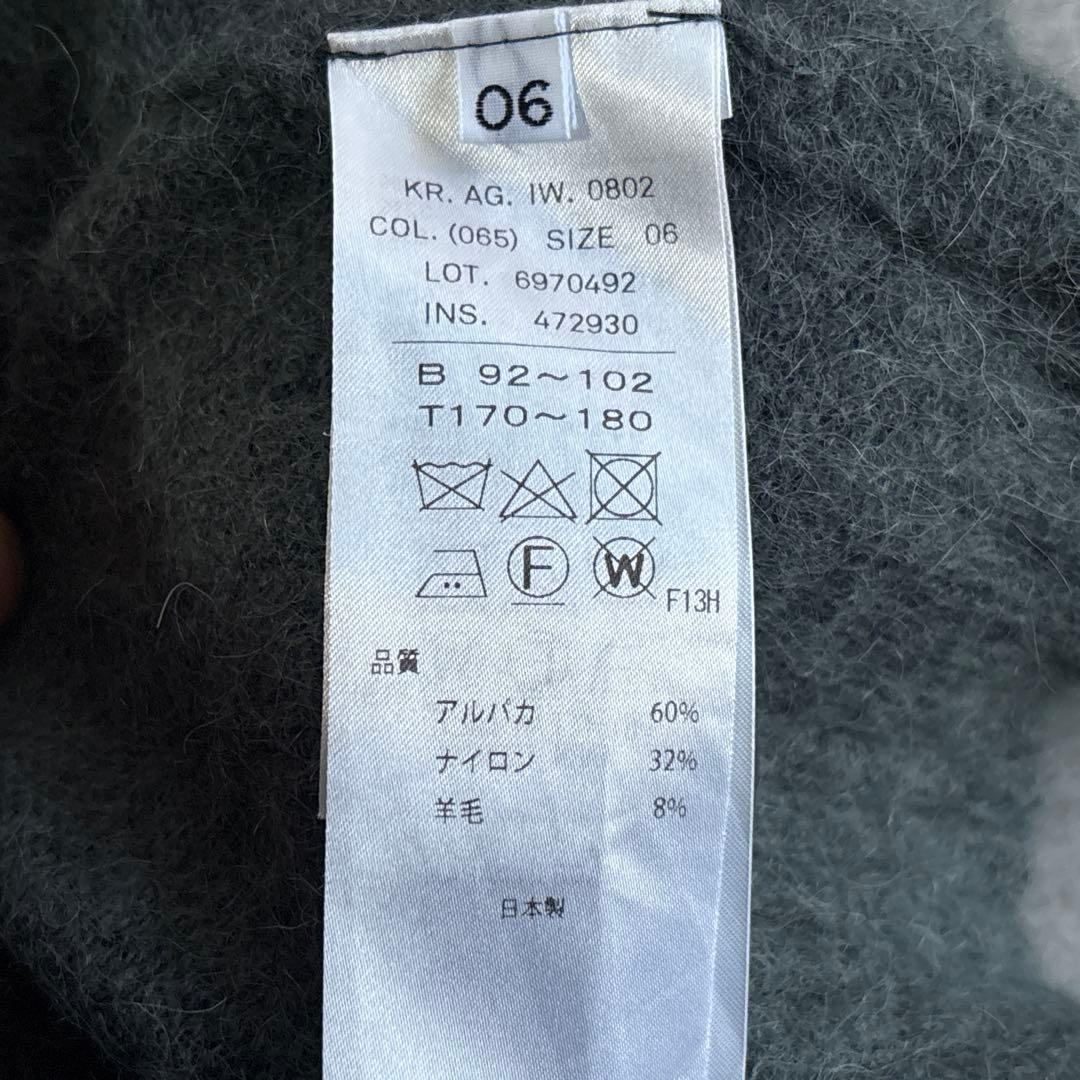 06
KR. AG. IW. 0802
COL. (065) SIZE 06
LOT. 6970492
INS. 472930
B 92〜102
T170〜180
F W F13H
品質
アルパカ 60%
ナイロン 32%
羊毛 8%
日本製